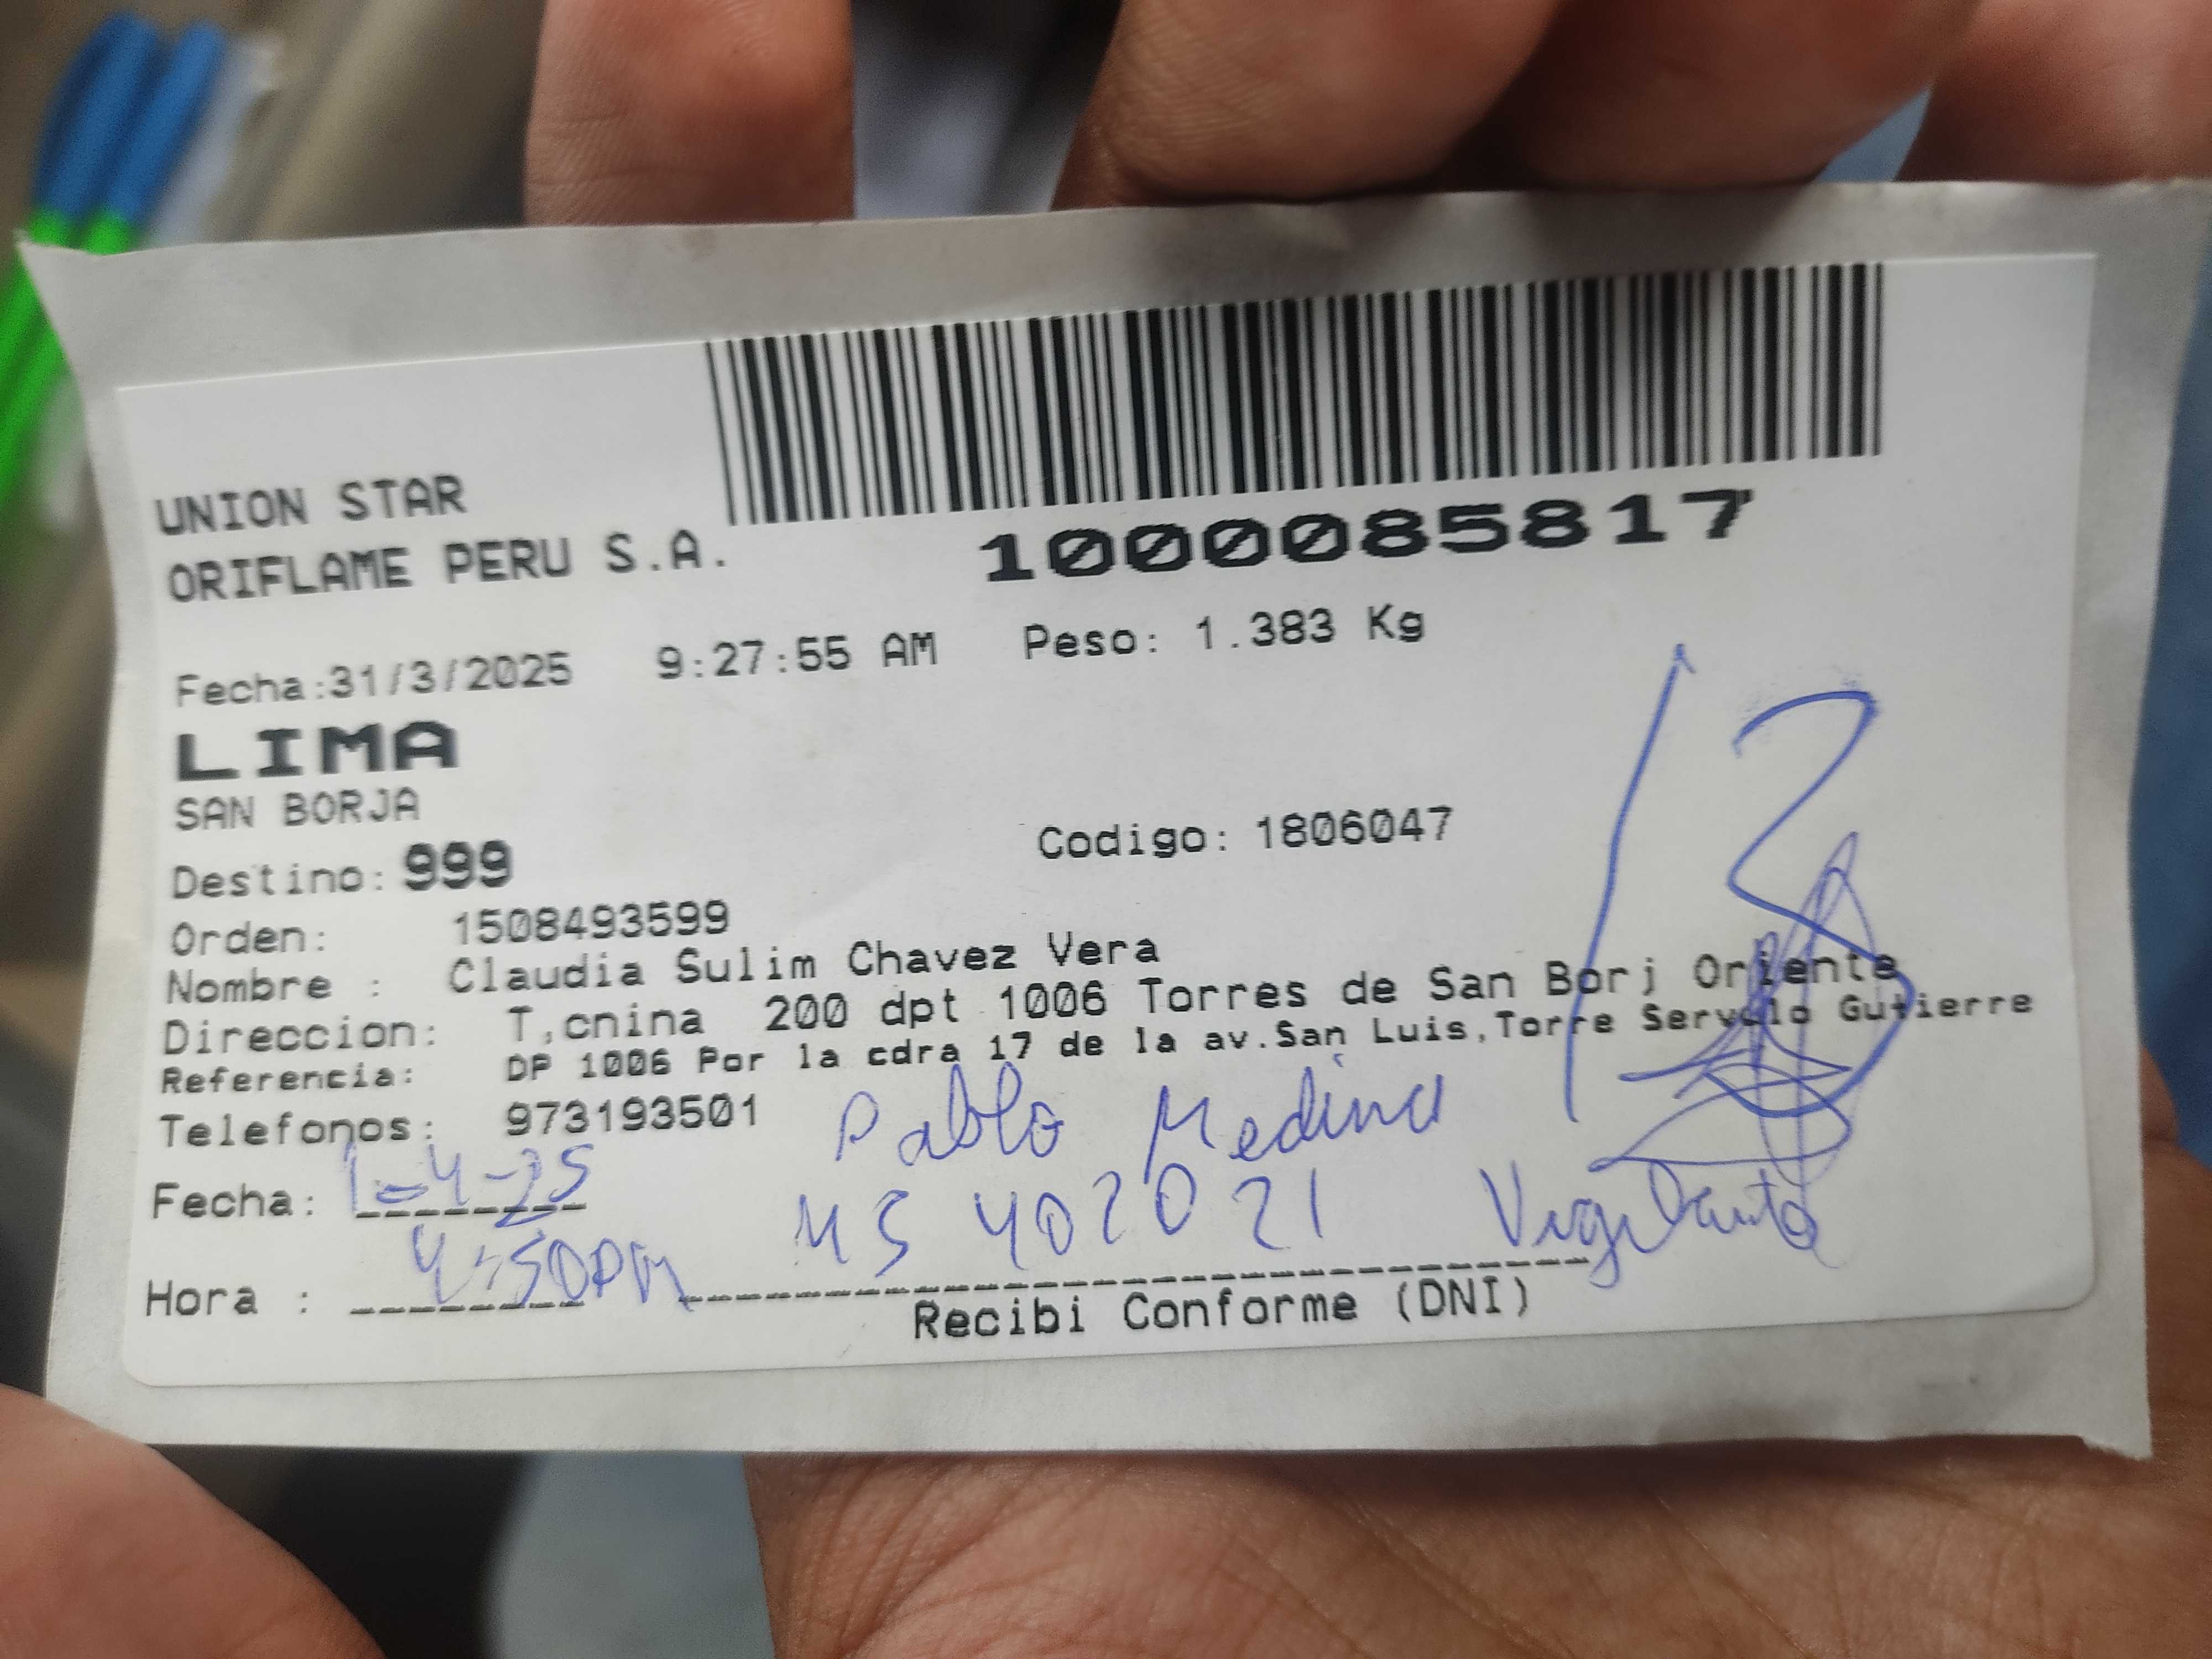 UNION STAR
ORIFLAME PERU S.A.
1000085817
Fecha:31/3/2025 9:27:55 AM Peso: 1.383 Kg
LIMA
SAN BORJA
Destino: 999 Codigo: 1806047
13
Orden: 1508493599
Nombre : Claudia Sulim Chavez Vera
Direccion: T,cnina 200 dpt 1006 Torres de San Borj Oriente
Referencia: DP 1006 Por la cdra 17 de la av.San Luis,Torre Servulo Gutierre
Telefonos: 973193501
Pablo Medina
Fecha: 1-4-25
45402021 Vigilante
Hora : 4:50PM
Recibi Conforme (DNI)